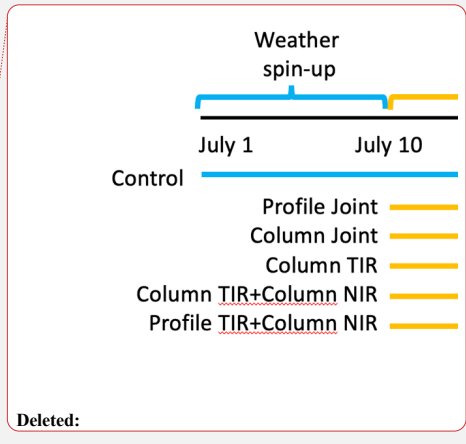 Weather
spin-up
July 1 July 10
Control
Profile Joint
Column Joint
Column TIR
Column TIR+Column NIR
Profile TIR+Column NIR
Deleted: